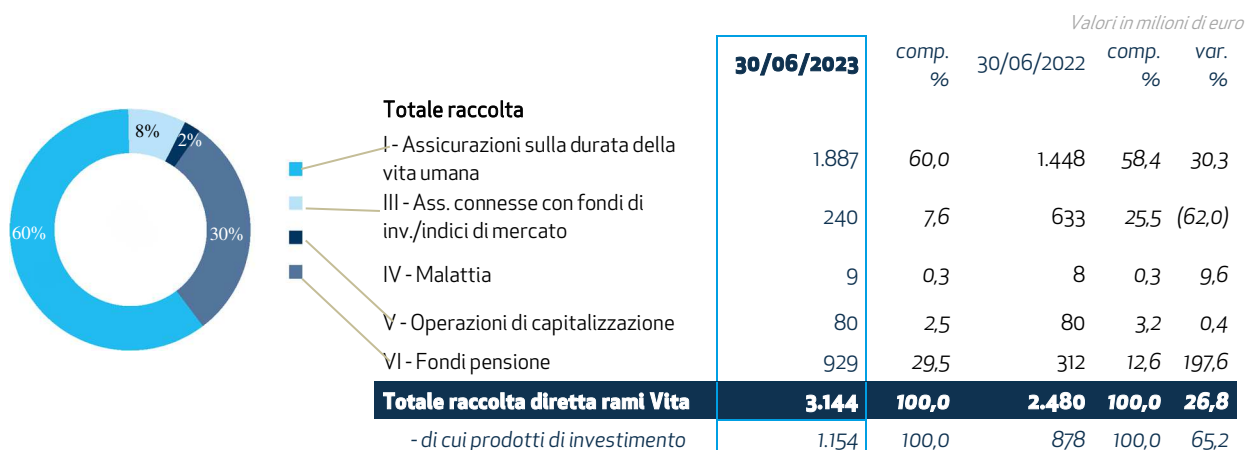 Valori in milioni di euro
30/06/2023 comp. % 30/06/2022 comp. % var. %
Totale raccolta
I - Assicurazioni sulla durata della
vita umana 1.887 60,0 1.448 58,4 30,3
III - Ass. connesse con fondi di
inv./indici di mercato 240 7,6 633 25,5 (62,0)
IV - Malattia 9 0,3 8 0,3 9,6
V - Operazioni di capitalizzazione 80 2,5 80 3,2 0,4
VI - Fondi pensione 929 29,5 312 12,6 197,6
Totale raccolta diretta rami Vita 3.144 100,0 2.480 100,0 26,8
- di cui prodotti di investimento 1.154 100,0 878 100,0 65,2
8%
2%
60%
30%